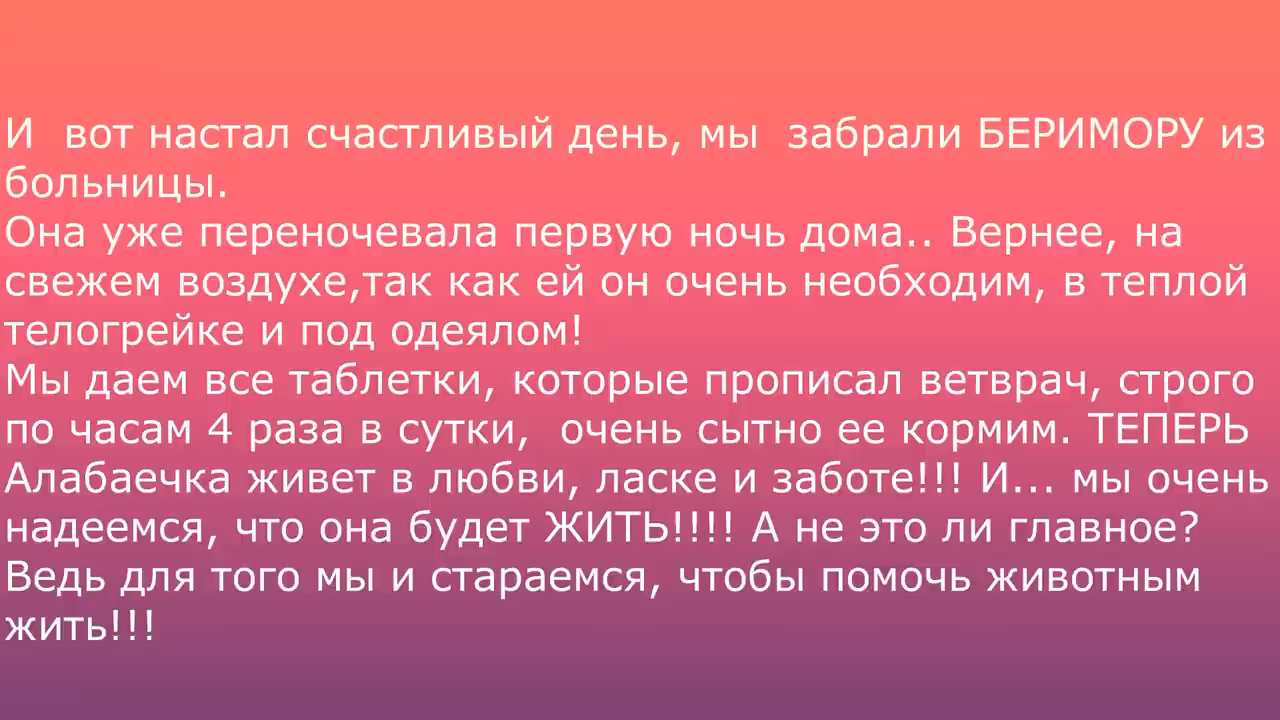 И  вот настал счастливый день, мы  забрали БЕРИМОРУ из
больницы.
Она уже переночевала первую ночь дома.. Вернее, на
свежем воздухе,так как ей он очень необходим, в теплой
телогрейке и под одеялом!
Мы даем все таблетки, которые прописал ветврач, строго
по часам 4 раза в сутки,  очень сытно ее кормим. ТЕПЕРЬ
Алабаечка живет в любви, ласке и заботе!!! И... мы очень
надеемся, что она будет ЖИТЬ!!!! А не это ли главное?
Ведь для того мы и стараемся, чтобы помочь животным
жить!!!